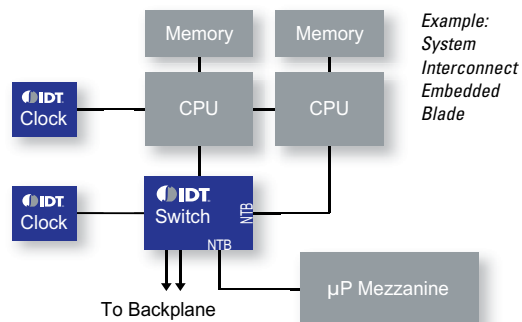 Memory
Memory
Example:
System
Interconnect
Embedded
Blade
IDT
Clock
CPU
CPU
IDT
Clock
IDT
Switch
NTB
NTB
To Backplane
µP Mezzanine